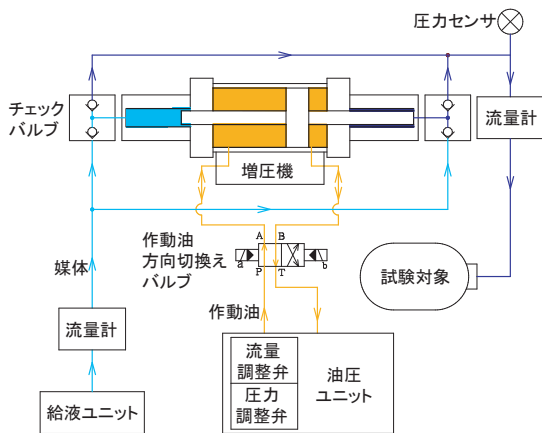 圧力センサ
チェック
バルブ
流量計
増圧機
作動油
方向切換え
バルブ
A
B
a
b
P
T
媒体
試験対象
作動油
流量計
流量
調整弁
油圧
ユニット
圧力
調整弁
給液ユニット